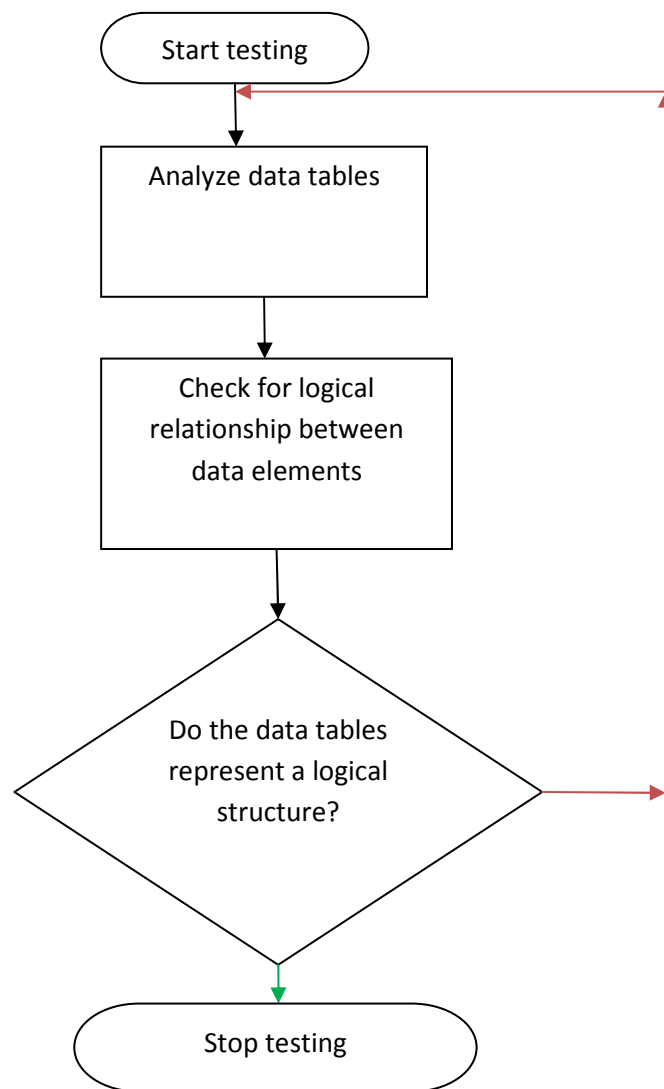 Start testing
Analyze data tables
Check for logical
relationship between
data elements
Do the data tables
represent a logical
structure?
Stop testing